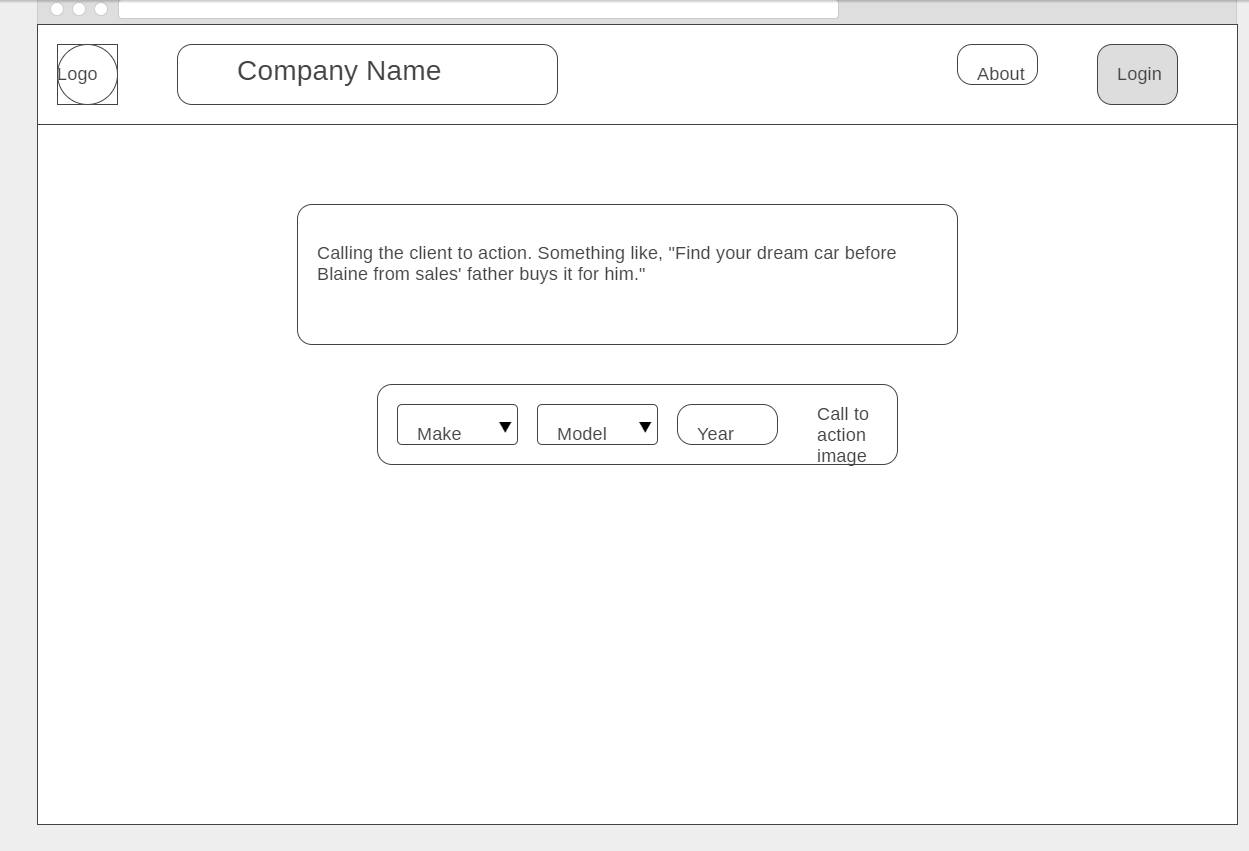 Logo
Company Name
About
Login
Calling the client to action. Something like, "Find your dream car before
Blaine from sales' father buys it for him."
Make
Model
Year
Call to
action
image